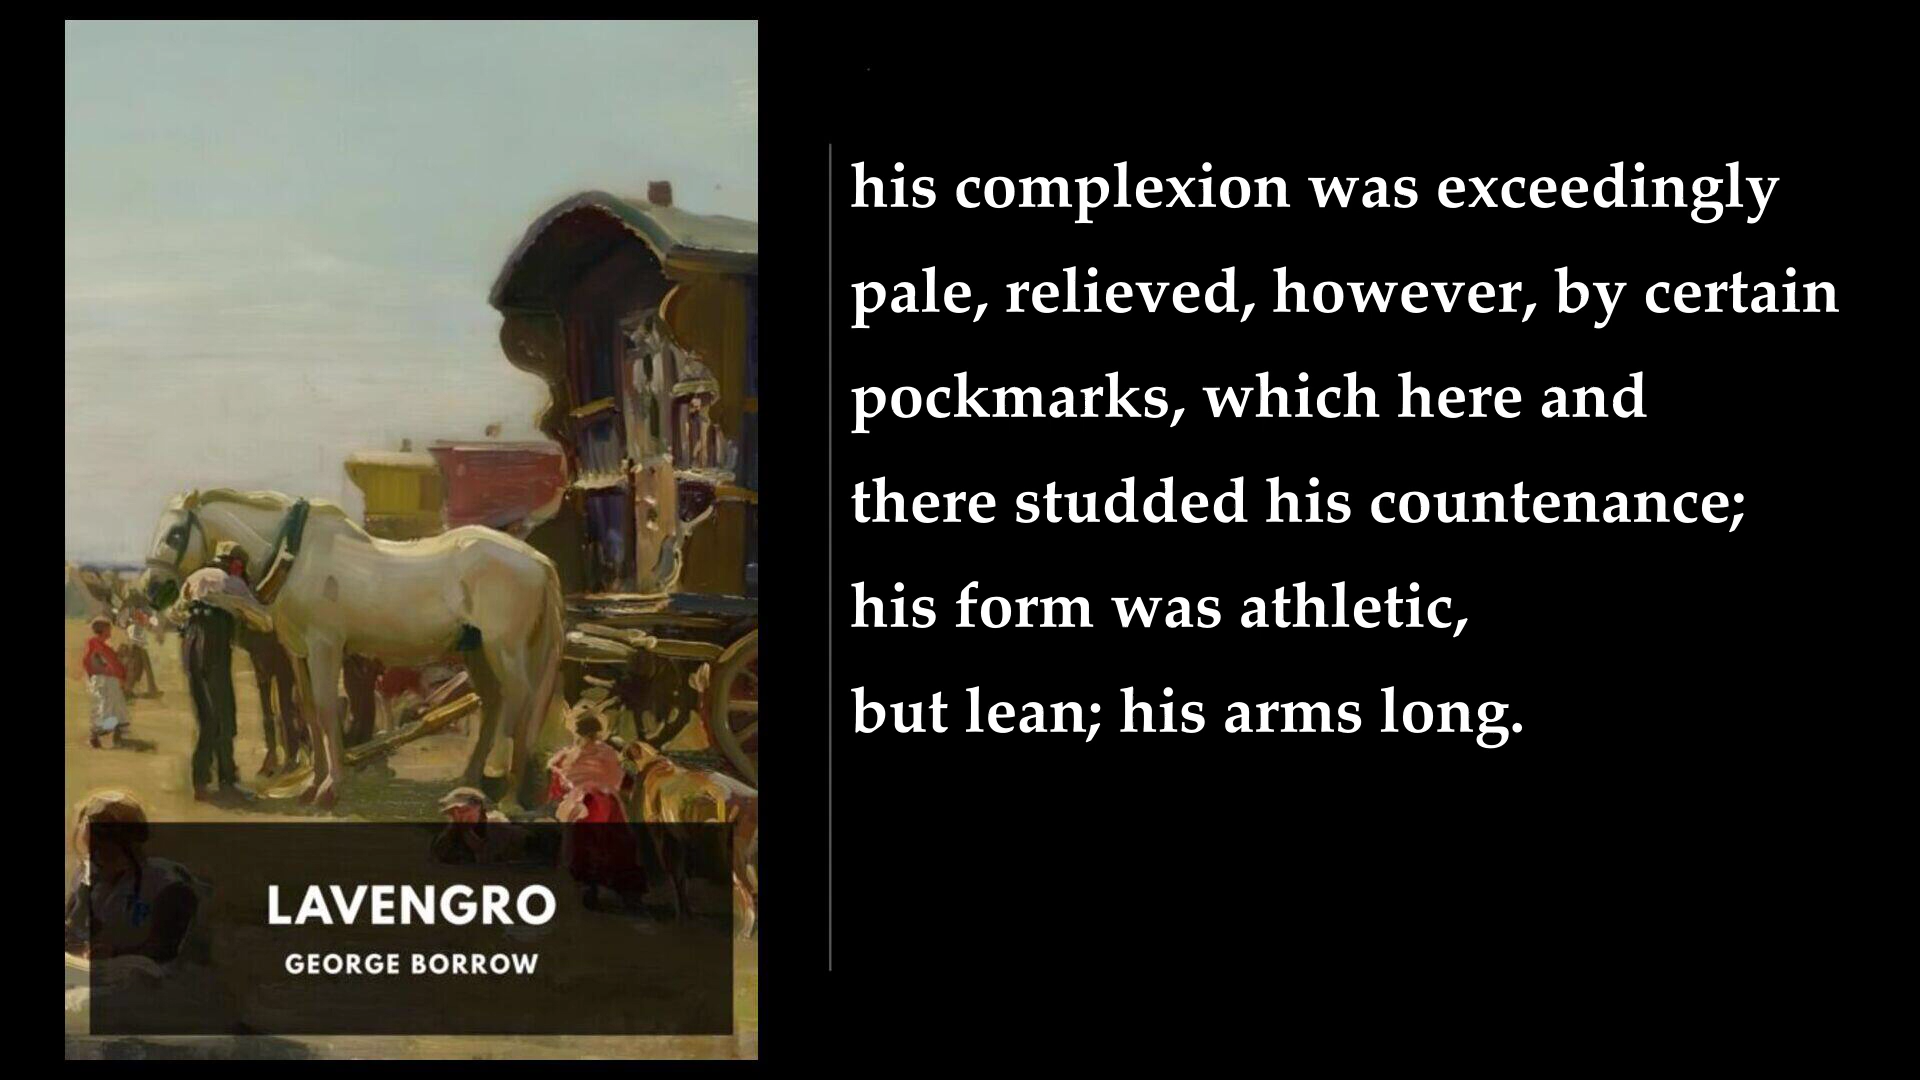 his complexion was exceedingly
pale, relieved, however, by certain
pockmarks, which here and
there studded his countenance;
his form was athletic,
but lean; his arms long.
LAVENGRO
GEORGE BORROW